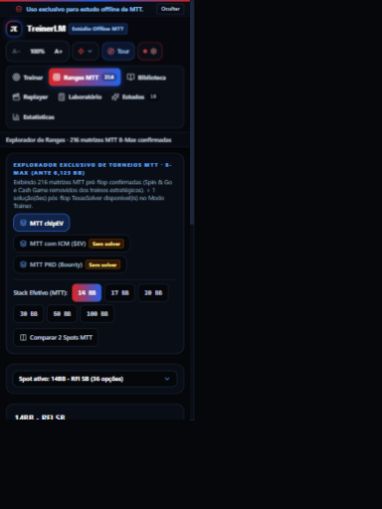 Uso exclusivo para estudo offline de MTT. Ocultar
TreinerLM Estúdio Offline MTT
A- 100% A+ Tour
Treinar Ranges MTT 216 Biblioteca
Replayer Laboratório Estudos 18
Estatísticas
Explorador de Ranges · 216 matrizes MTT 8-Max confirmadas
EXPLORADOR EXCLUSIVO DE TORNEIOS MTT · 8-
MAX (ANTE 0,125 BB)
Exibindo 216 matrizes MTT pré flop confirmadas (Spin & Go
e Cash Game removidos dos treinos estratégicos). + 1
solução(ões) pós flop TexasSolver disponível(is) no Modo
Treinar.
MTT chipEV
MTT com ICM ($EV) Sem solver
MTT PKO (Bounty) Sem solver
Stack Efetivo (MTT): 14 BB 17 BB 20 BB
30 BB 50 BB 100 BB
Comparar 2 Spots MTT
Spot ativo: 14BB - RFI SB (36 opções)
14BB - RFI SB